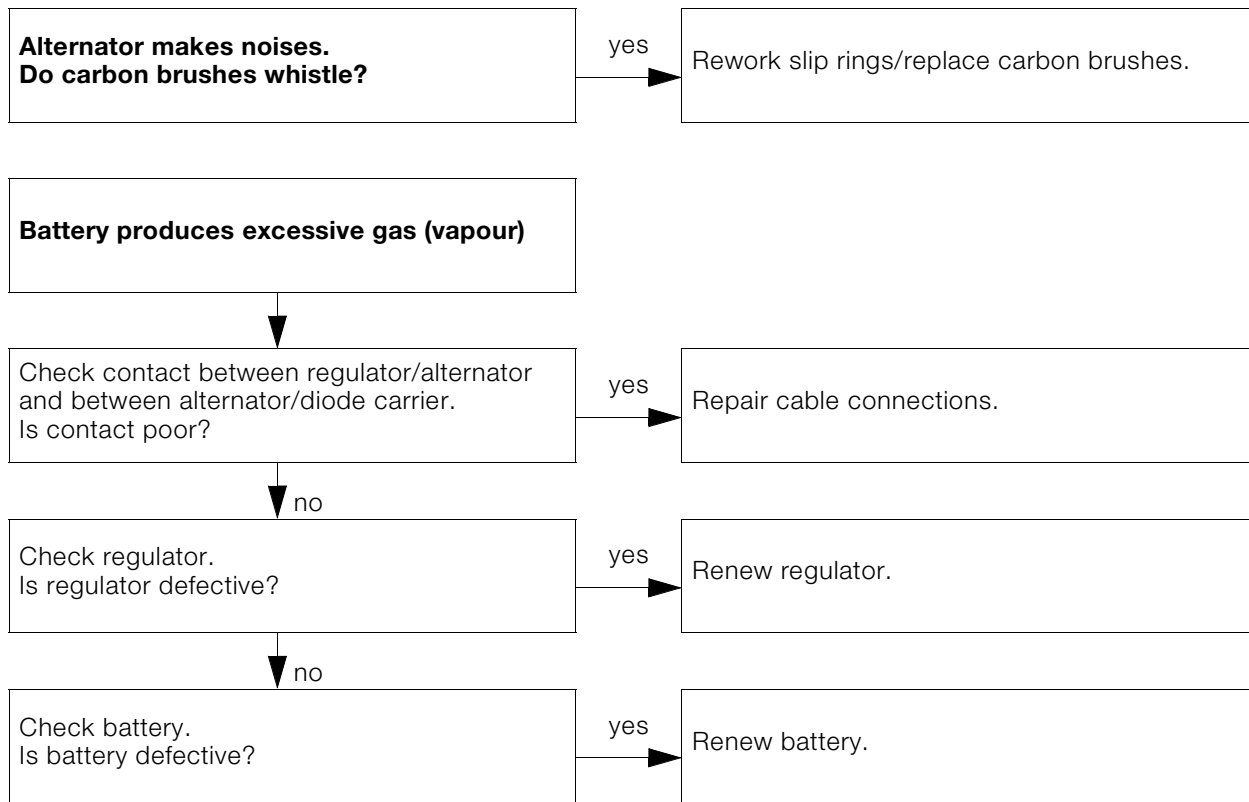 Alternator makes noises.
Do carbon brushes whistle?
yes
Rework slip rings/replace carbon brushes.
Battery produces excessive gas (vapour)
Check contact between regulator/alternator
and between alternator/diode carrier.
Is contact poor?
yes
Repair cable connections.
no
Check regulator.
Is regulator defective?
yes
Renew regulator.
no
Check battery.
Is battery defective?
yes
Renew battery.